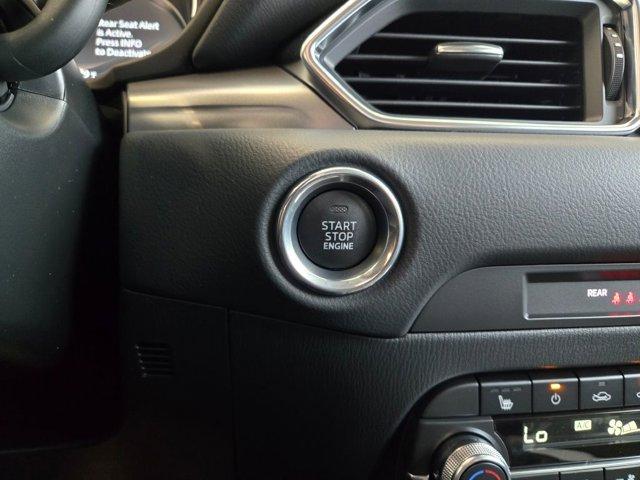 Rear Seat Alert
is Active.
Press INFO
to Deactivate
START
STOP
ENGINE
REAR
Lo
A/C